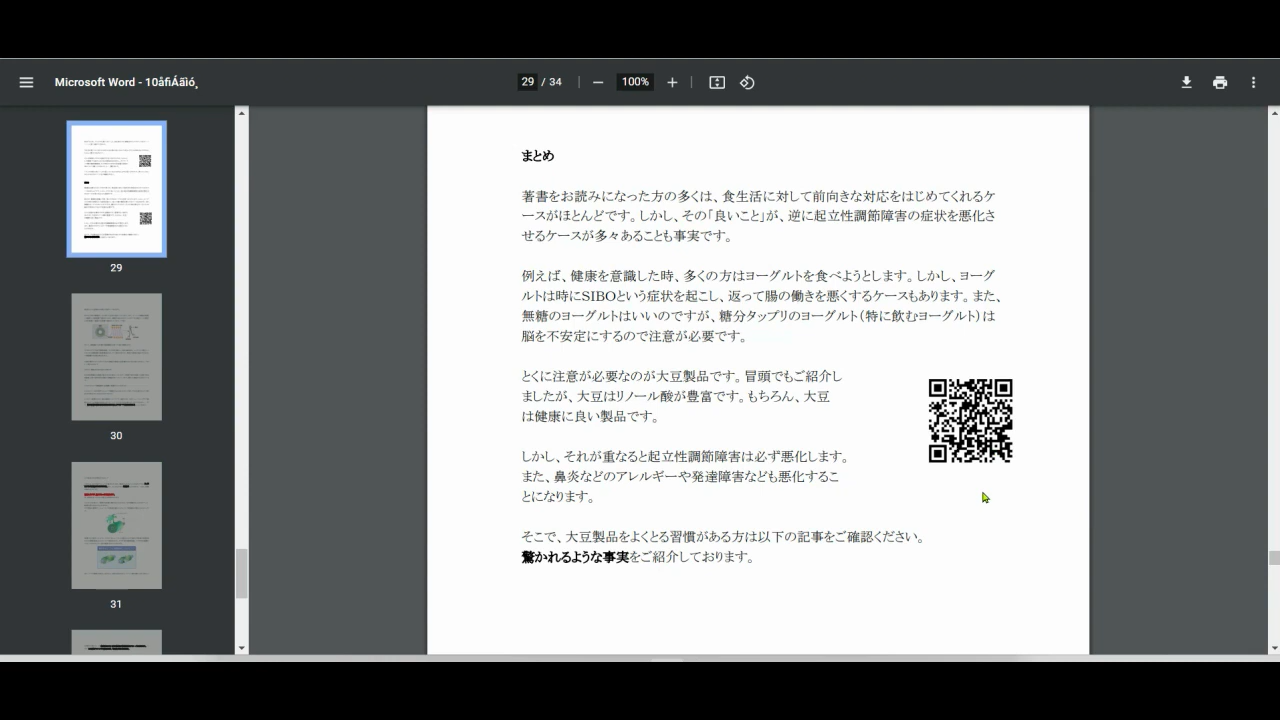 Microsoft Word - 10åfiÁãìó¸
29 / 34
100%
29
30
31
まとめ
著書をお読みになった方の多くは、食生活に対して前向きな対応をはじめてくれるケ
ースがほとんどです。しかし、その「良いこと」が、逆に起立性調節障害の症状を悪化さ
せるケースが多々あることも事実です。
例えば、健康を意識した時、多くの方はヨーグルトを食べようとします。しかし、ヨーグ
ルトは時にSIBOという症状を起こし、返って腸の働きを悪くするケースもあります。また、
無糖のヨーグルトはいいのですが、糖分タップリのヨーグルト（特に飲むヨーグルト）は
脳を不安定にするので注意が必要です。
とくに注意が必要なのが大豆製品です。冒頭でもご紹介し
ましたが、大豆はリノール酸が豊富です。もちろん、大豆
は健康に良い製品です。
しかし、それが重なると起立性調節障害は必ず悪化します。
また、鼻炎などのアレルギーや発達障害なども悪化するこ
とになります。
そこで、大豆製品をよくとる習慣がある方は以下の記事をご確認ください。
驚かれるような事実をご紹介しております。